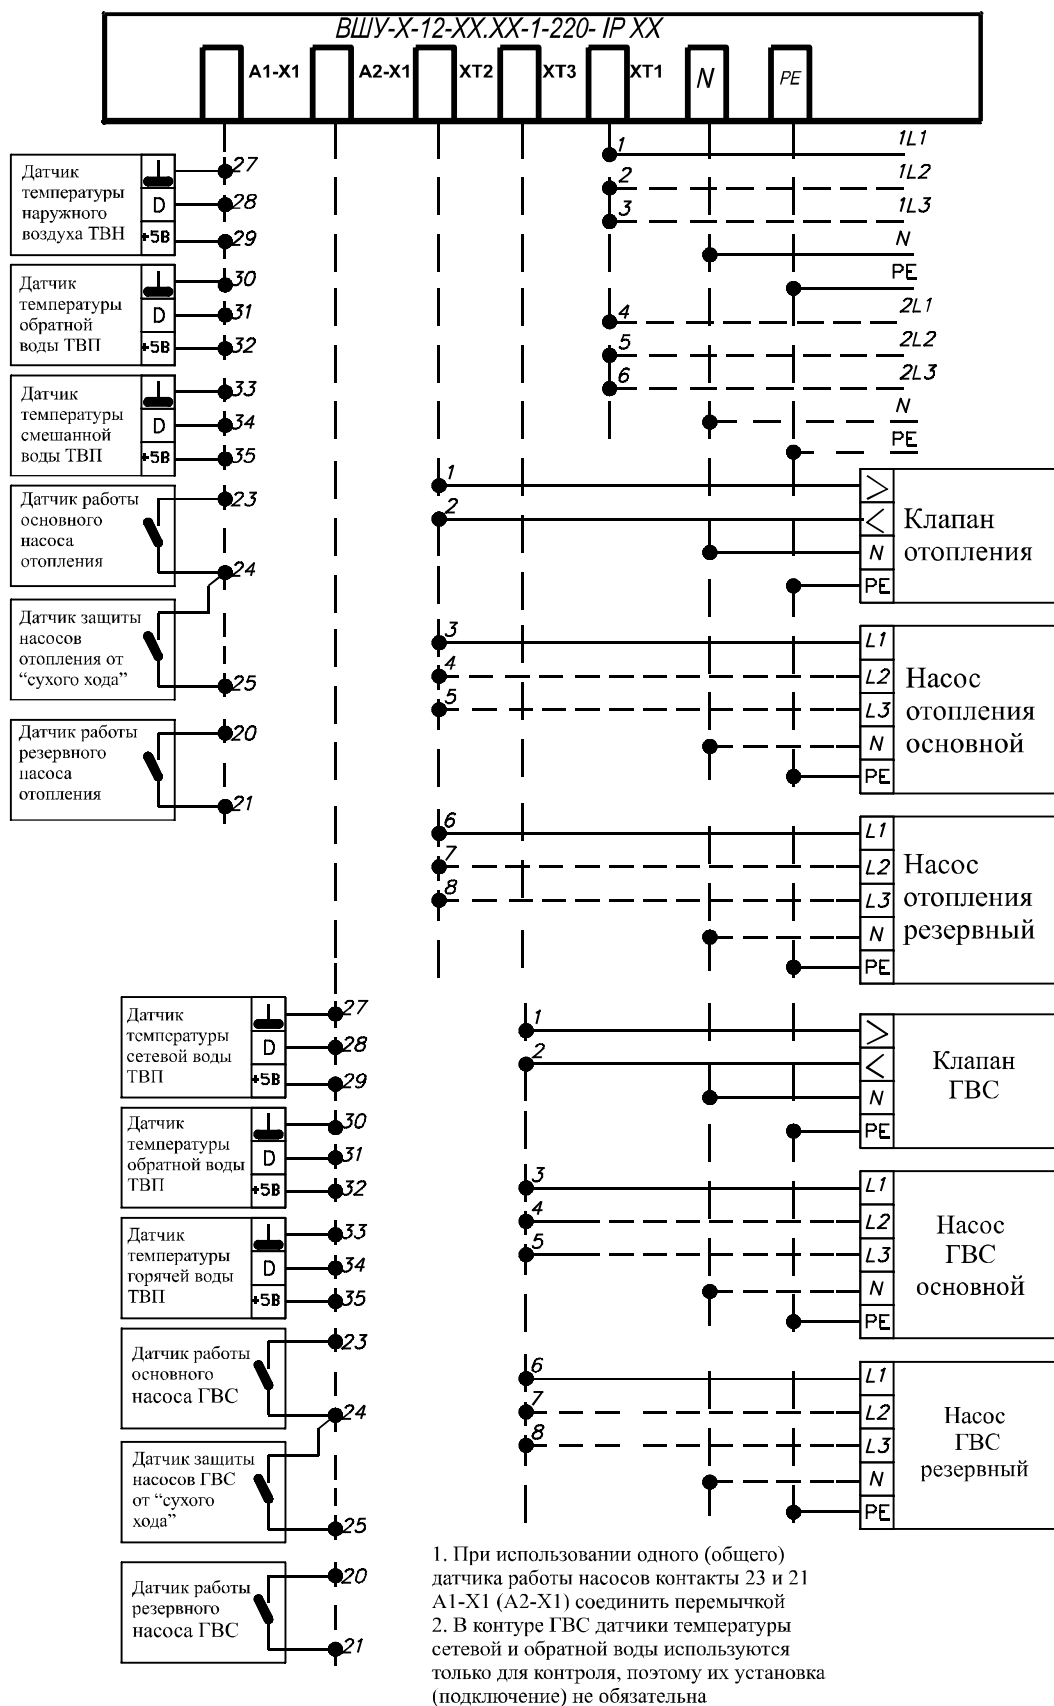 ВШУ-Х-12-ХХ.ХХ-1-220- IP ХХ
A1-X1
A2-X1
XT2
XT3
XT1
N
PE
1
1L1
2
1L2
3
1L3
N
PE
4
2L1
5
2L2
6
2L3
N
PE
Датчик
температуры
наружного
воздуха ТВН
D
+5В
27
28
29
Датчик
температуры
обратной
воды ТВП
D
+5В
30
31
32
Датчик
температуры
смешанной
воды ТВП
D
+5В
33
34
35
Датчик работы
основного
насоса
отопления
23
24
Датчик защиты
насосов
отопления от
“сухого хода”
25
Датчик работы
резервного
насоса
отопления
20
21
1
2
>
<
N
PE
Клапан
отопления
3
4
5
L1
L2
L3
N
PE
Насос
отопления
основной
6
7
8
L1
L2
L3
N
PE
Насос
отопления
резервный
Датчик
температуры
сетевой воды
ТВП
D
+5В
27
28
29
Датчик
температуры
обратной воды
ТВП
D
+5В
30
31
32
Датчик
температуры
горячей воды
ТВП
D
+5В
33
34
35
Датчик работы
основного
насоса ГВС
23
24
Датчик защиты
насосов ГВС
от “сухого
хода”
25
Датчик работы
резервного
насоса ГВС
20
21
1
2
>
<
N
PE
Клапан
ГВС
3
4
5
L1
L2
L3
N
PE
Насос
ГВС
основной
6
7
8
L1
L2
L3
N
PE
Насос
ГВС
резервный
1. При использовании одного (общего)
датчика работы насосов контакты 23 и 21
А1-Х1 (А2-Х1) соединить перемычкой
2. В контуре ГВС датчики температуры
сетевой и обратной воды используются
только для контроля, поэтому их установка
(подключение) не обязательна